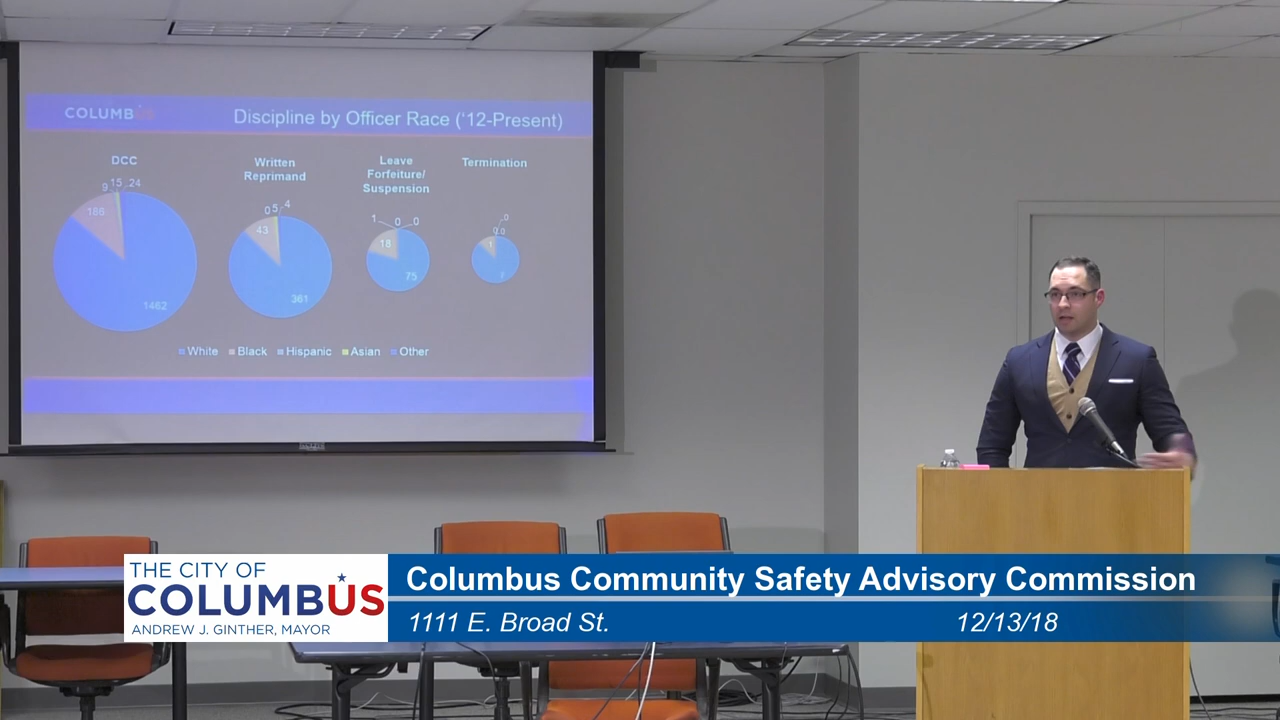 COLUMBUS
Discipline by Officer Race ('12-Present)
DCC
9 15 24
186
1462
Written
Reprimand
0 5 4
43
361
Leave
Forfeiture/
Suspension
1 0 0
18
75
Termination
0
0 0
1
7
White Black Hispanic Asian Other
THE CITY OF
COLUMBUS
ANDREW J. GINTHER, MAYOR
Columbus Community Safety Advisory Commission
1111 E. Broad St. 12/13/18